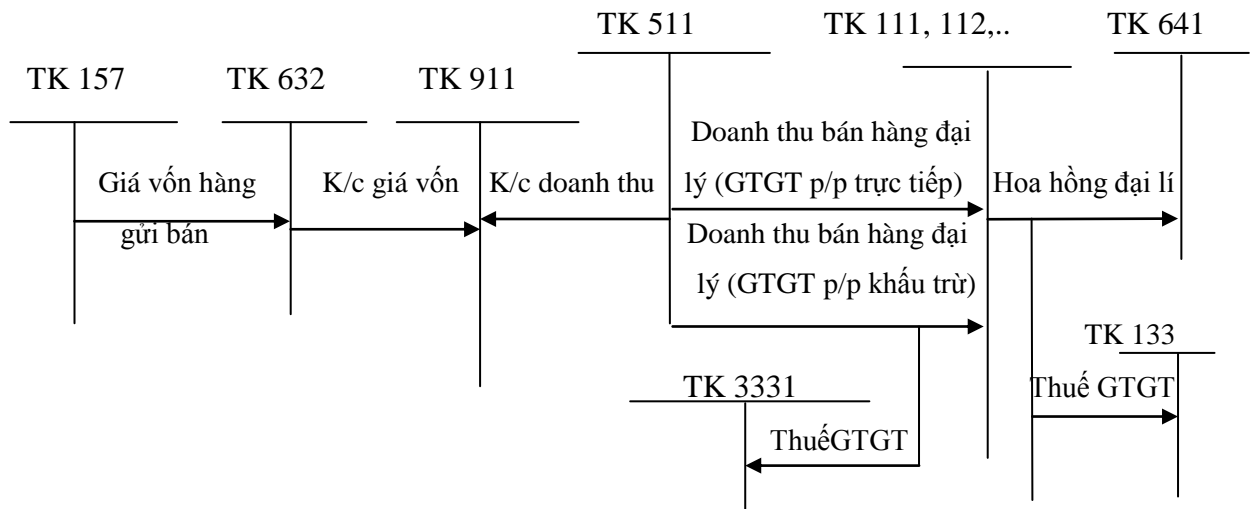 TK 511 TK 111, 112,.. TK 641
TK 157 TK 632 TK 911
Doanh thu bán hàng đại
Giá vốn hàng K/c giá vốn K/c doanh thu lý (GTGT p/p trực tiếp) Hoa hồng đại lí
gửi bán Doanh thu bán hàng đại
lý (GTGT p/p khấu trừ)
TK 133
TK 3331 Thuế GTGT
ThuếGTGT